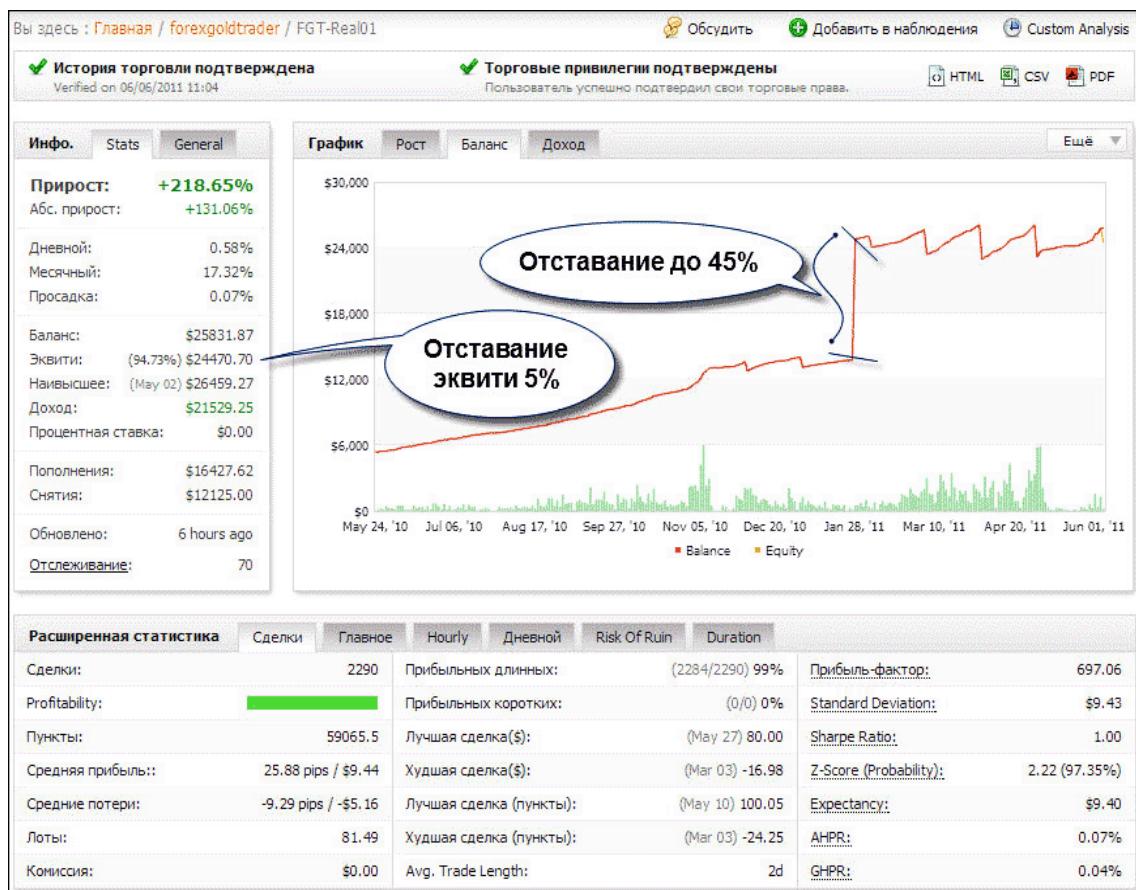 Вы здесь : Главная / forexgoldtrader / FGT-Real01
Обсудить
Добавить в наблюдения
Custom Analysis
История торговли подтверждена
Verified on 06/06/2011 11:04
Торговые привилегии подтверждены
Пользователь успешно подтвердил свои торговые права.
HTML
CSV
PDF
Инфо. Stats General
Прирост: +218.65%
Абс. прирост: +131.06%
Дневной: 0.58%
Месячный: 17.32%
Просадка: 0.07%
Баланс: $25831.87
Эквити: (94.73%) $24470.70
Наивысшее: (May 02) $26459.27
Доход: $21529.25
Процентная ставка: $0.00
Пополнения: $16427.62
Снятия: $12125.00
Обновлено: 6 hours ago
Отслеживание: 70
График Рост Баланс Доход
Ещё
$30,000
$24,000
$18,000
$12,000
$6,000
$0
Отставание до 45%
Отставание
эквити 5%
May 24, '10 Jul 06, '10 Aug 17, '10 Sep 27, '10 Nov 05, '10 Dec 20, '10 Jan 28, '11 Mar 10, '11 Apr 20, '11 Jun 01, '11
Balance Equity
Расширенная статистика Сделки Главное Hourly Дневной Risk Of Ruin Duration
Сделки: 2290 Прибыльных длинных: (2284/2290) 99% Прибыль-фактор: 697.06
Profitability: Прибыльных коротких: (0/0) 0% Standard Deviation: $9.43
Пункты: 59065.5 Лучшая сделка($): (May 27) 80.00 Sharpe Ratio: 1.00
Средняя прибыль:: 25.88 pips / $9.44 Худшая сделка($): (Mar 03) -16.98 Z-Score (Probability): 2.22 (97.35%)
Средние потери: -9.29 pips / -$5.16 Лучшая сделка (пункты): (May 10) 100.05 Expectancy: $9.40
Лоты: 81.49 Худшая сделка (пункты): (Mar 03) -24.25 AHPR: 0.07%
Комиссия: $0.00 Avg. Trade Length: 2d GHPR: 0.04%